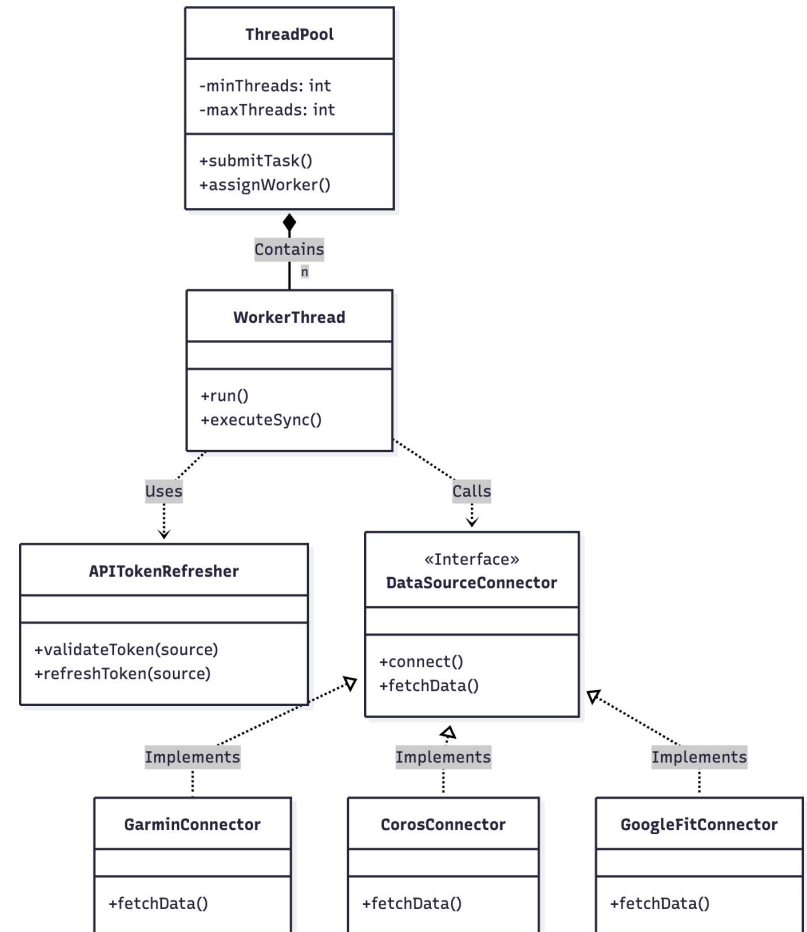 ThreadPool
-minThreads: int
-maxThreads: int
+submitTask()
+assignWorker()
Contains
n
WorkerThread
+run()
+executeSync()
Uses
Calls
APITokenRefresher
+validateToken(source)
+refreshToken(source)
«Interface»
DataSourceConnector
+connect()
+fetchData()
Implements
Implements
Implements
GarminConnector
+fetchData()
CorosConnector
+fetchData()
GoogleFitConnector
+fetchData()